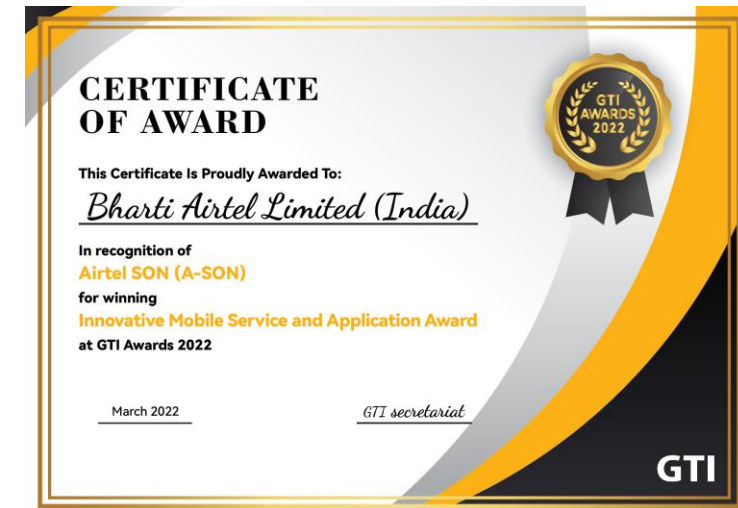 CERTIFICATE
OF AWARD
GTI
AWARDS
2022
This Certificate Is Proudly Awarded To:
Bharti Airtel Limited (India)
In recognition of
Airtel SON (A-SON)
for winning
Innovative Mobile Service and Application Award
at GTI Awards 2022
March 2022
GTI secretariat
GTI